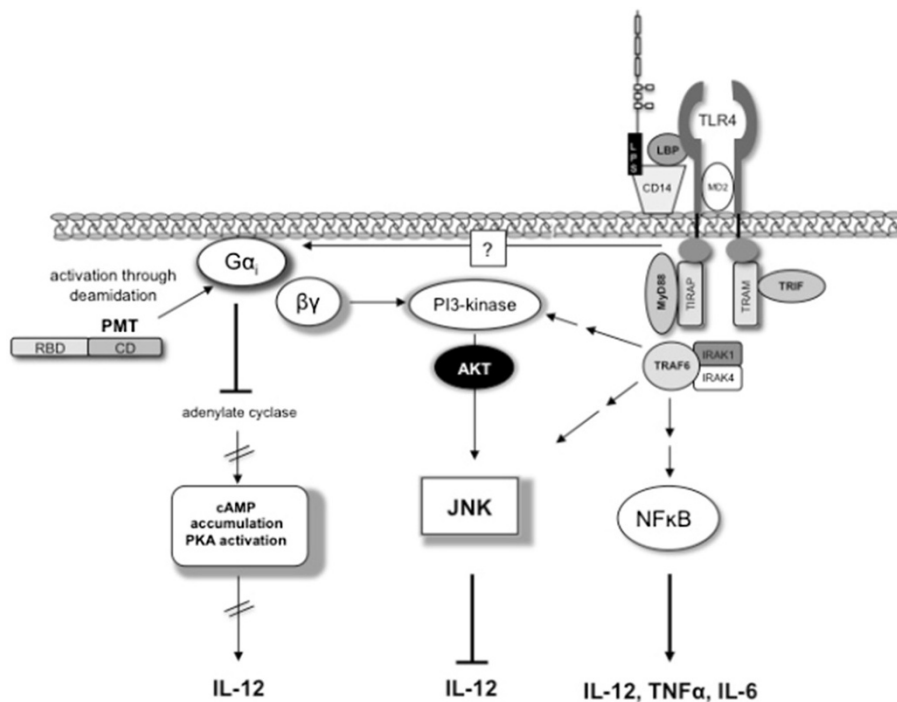 TLR4
LPS
LBP
CD14
MD2
?
Gαi
activation through
deamidation
βγ
PI3-kinase
MyD88
TIRAP
TRAM
TRIF
PMT
RBD CD
AKT
TRAF6
IRAK1
IRAK4
adenylate cyclase
cAMP
accumulation
PKA activation
JNK
NFκB
IL-12
IL-12
IL-12, TNFα, IL-6